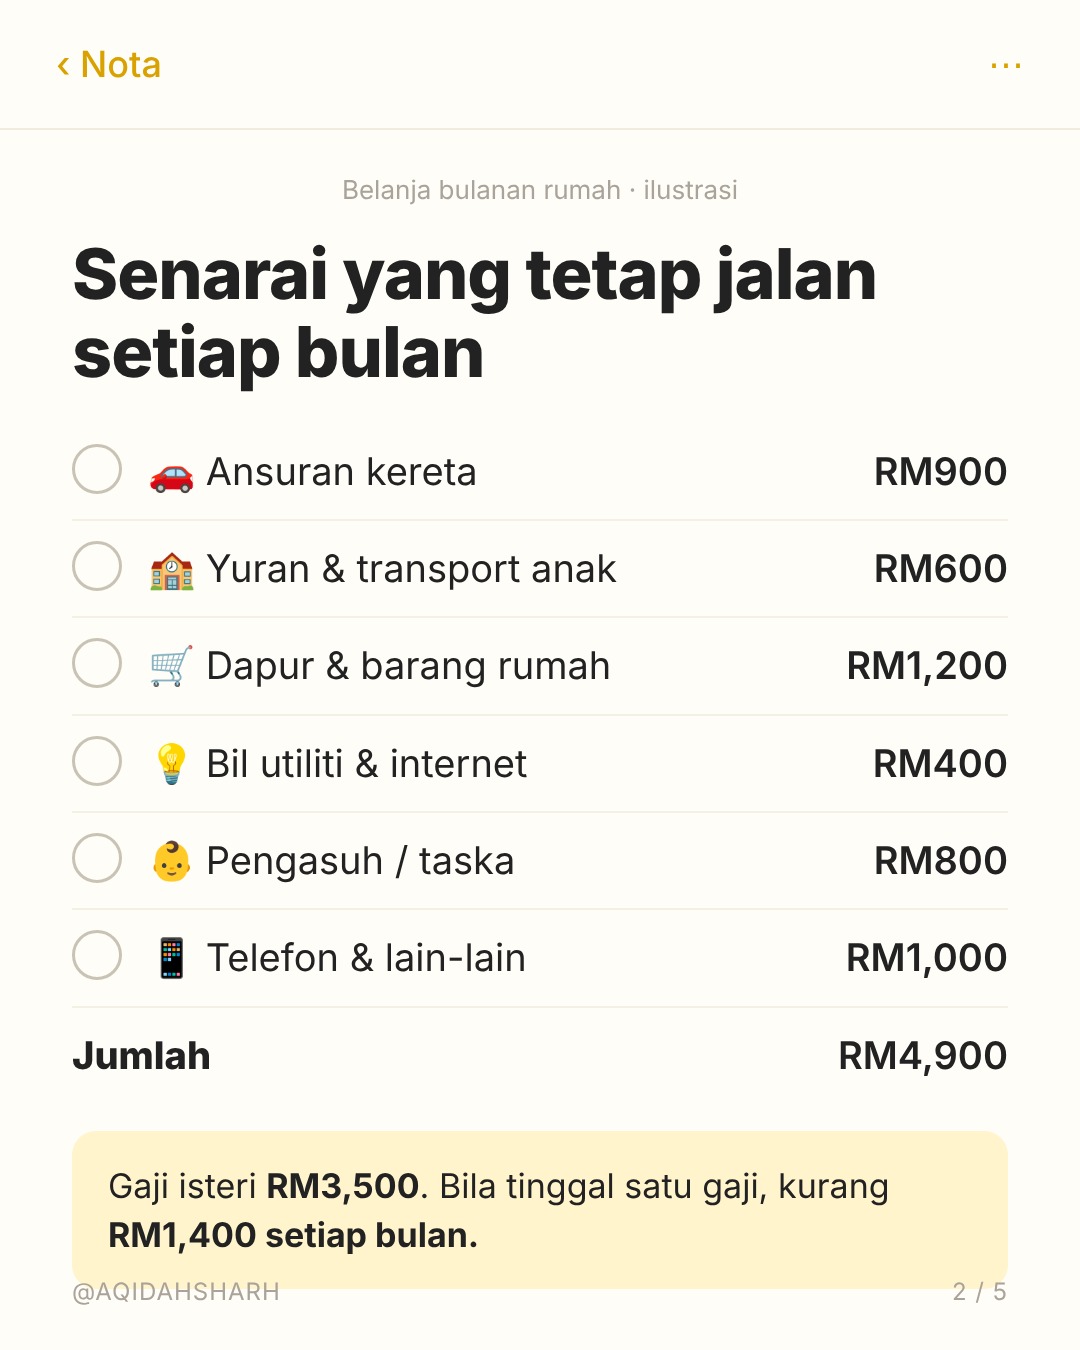 ‹ Nota
···
Belanja bulanan rumah · ilustrasi
Senarai yang tetap jalan
setiap bulan
Ansuran kereta RM900
Yuran & transport anak RM600
Dapur & barang rumah RM1,200
Bil utiliti & internet RM400
Pengasuh / taska RM800
Telefon & lain-lain RM1,000
Jumlah RM4,900
Gaji isteri RM3,500. Bila tinggal satu gaji, kurang
RM1,400 setiap bulan.
@AQIDAHSHARH 2 / 5